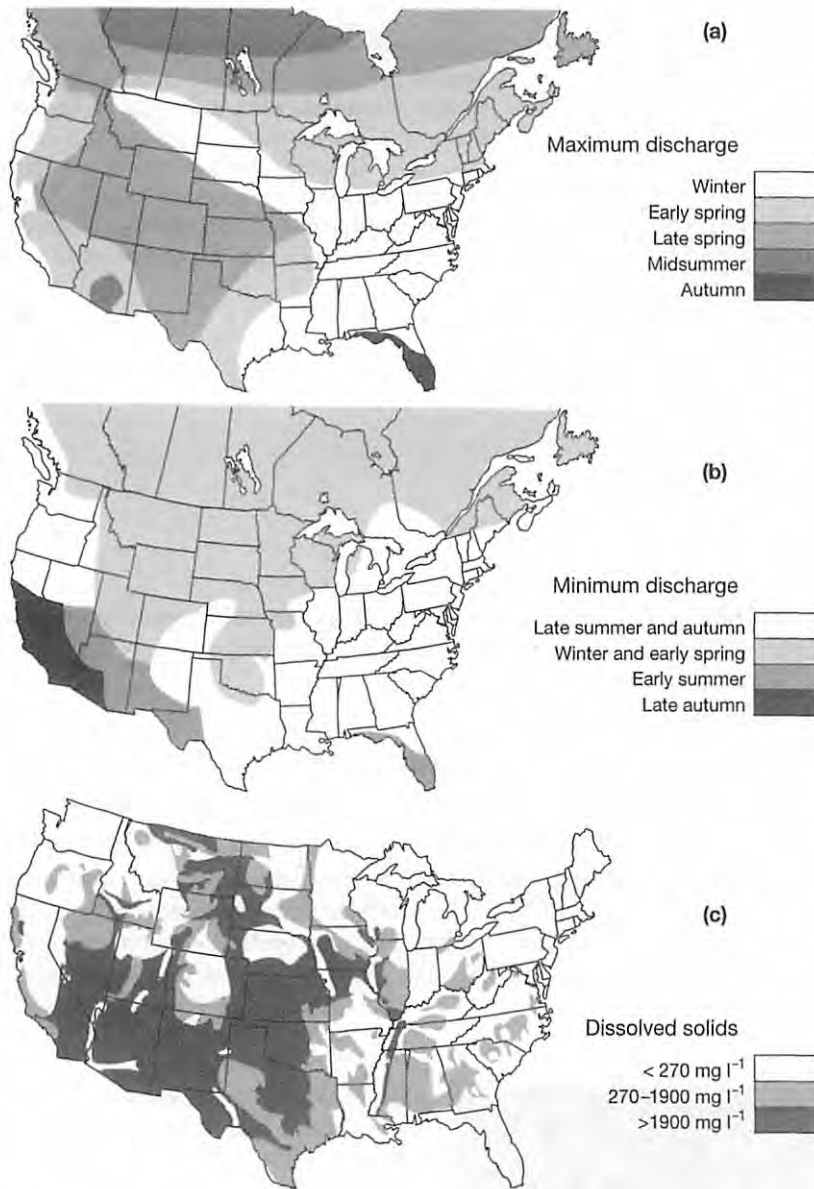 (a)
Maximum discharge
Winter
Early spring
Late spring
Midsummer
Autumn
(b)
Minimum discharge
Late summer and autumn
Winter and early spring
Early summer
Late autumn
(c)
Dissolved solids
< 270 mg l⁻¹
270–1900 mg l⁻¹
>1900 mg l⁻¹